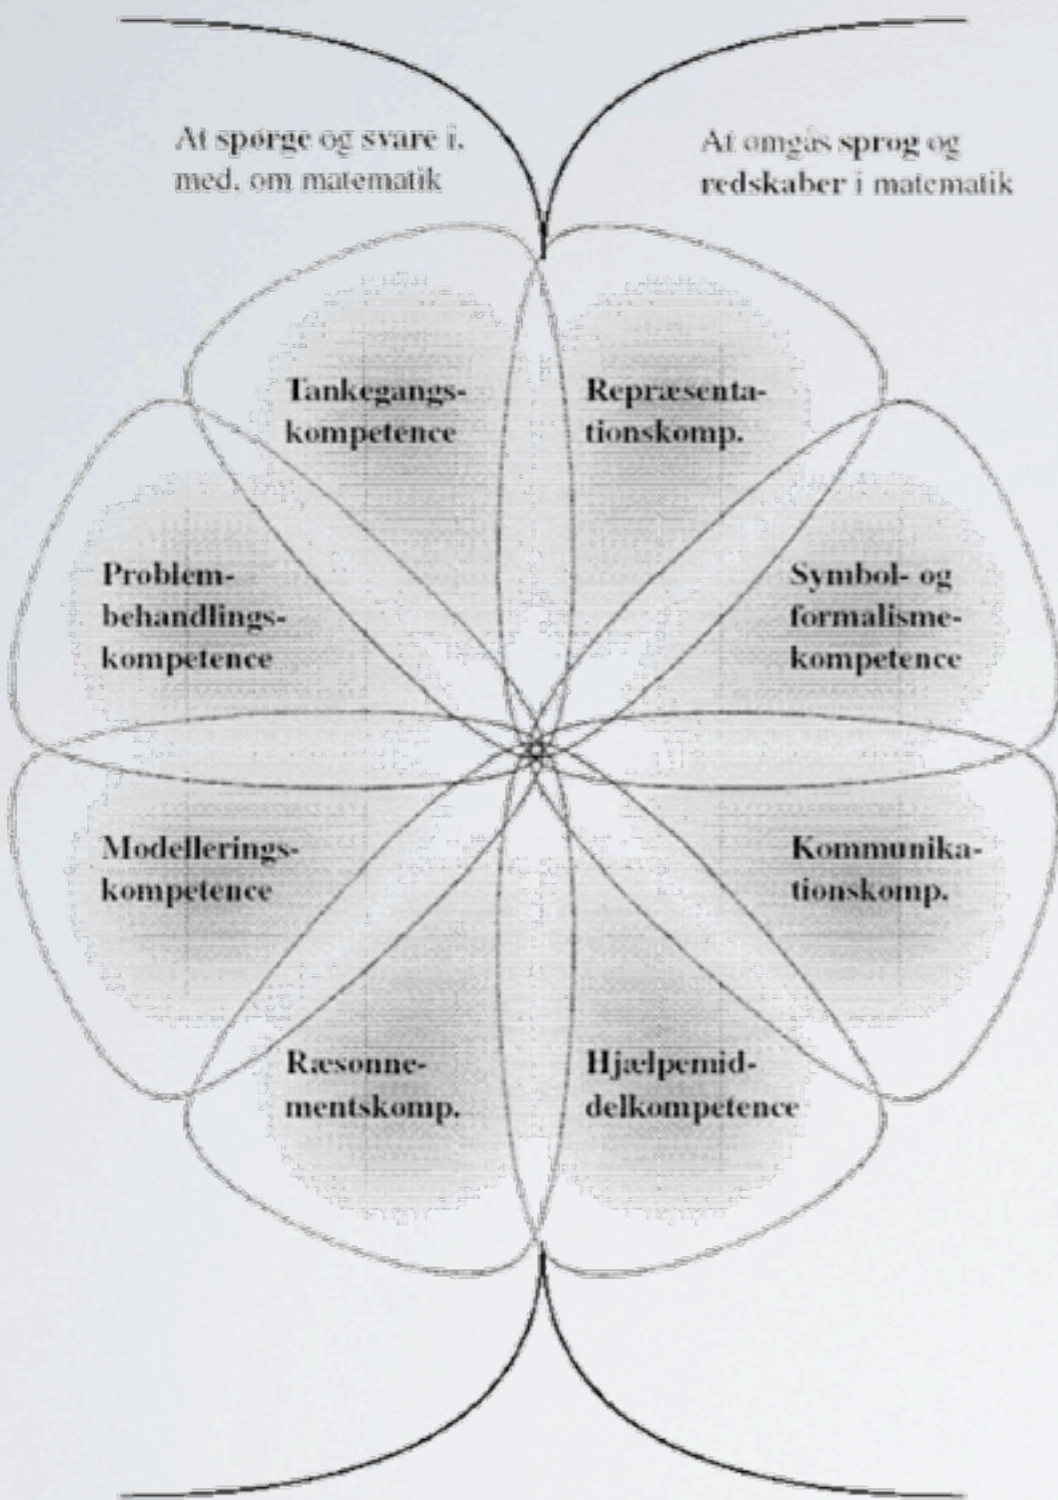 At spørge og svare i,
med, om matematik
At omgås sprog og
redskaber i matematik
Tankegangs-
kompetence
Repræsenta-
tionskomp.
Problem-
behandlings-
kompetence
Symbol- og
formalisme-
kompetence
Modellerings-
kompetence
Kommunika-
tionskomp.
Ræsonne-
mentskomp.
Hjælpemid-
delkompetence